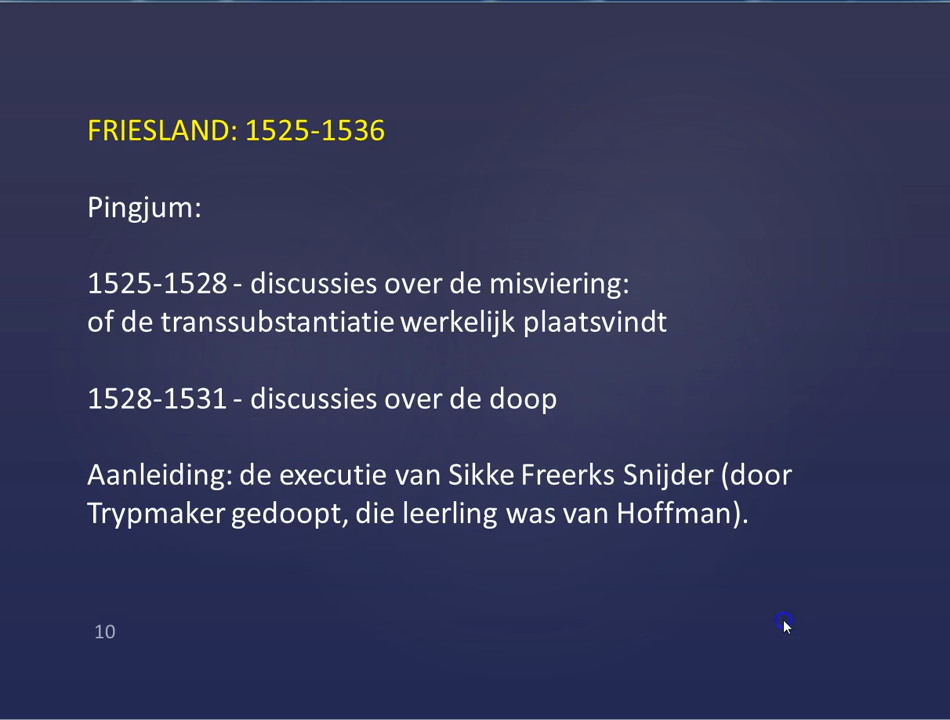 FRIESLAND: 1525-1536
Pingjum:
1525-1528 - discussies over de misviering:
of de transsubstantiatie werkelijk plaatsvindt
1528-1531 - discussies over de doop
Aanleiding: de executie van Sikke Freerks Snijder (door
Trypmaker gedoopt, die leerling was van Hoffman).
10